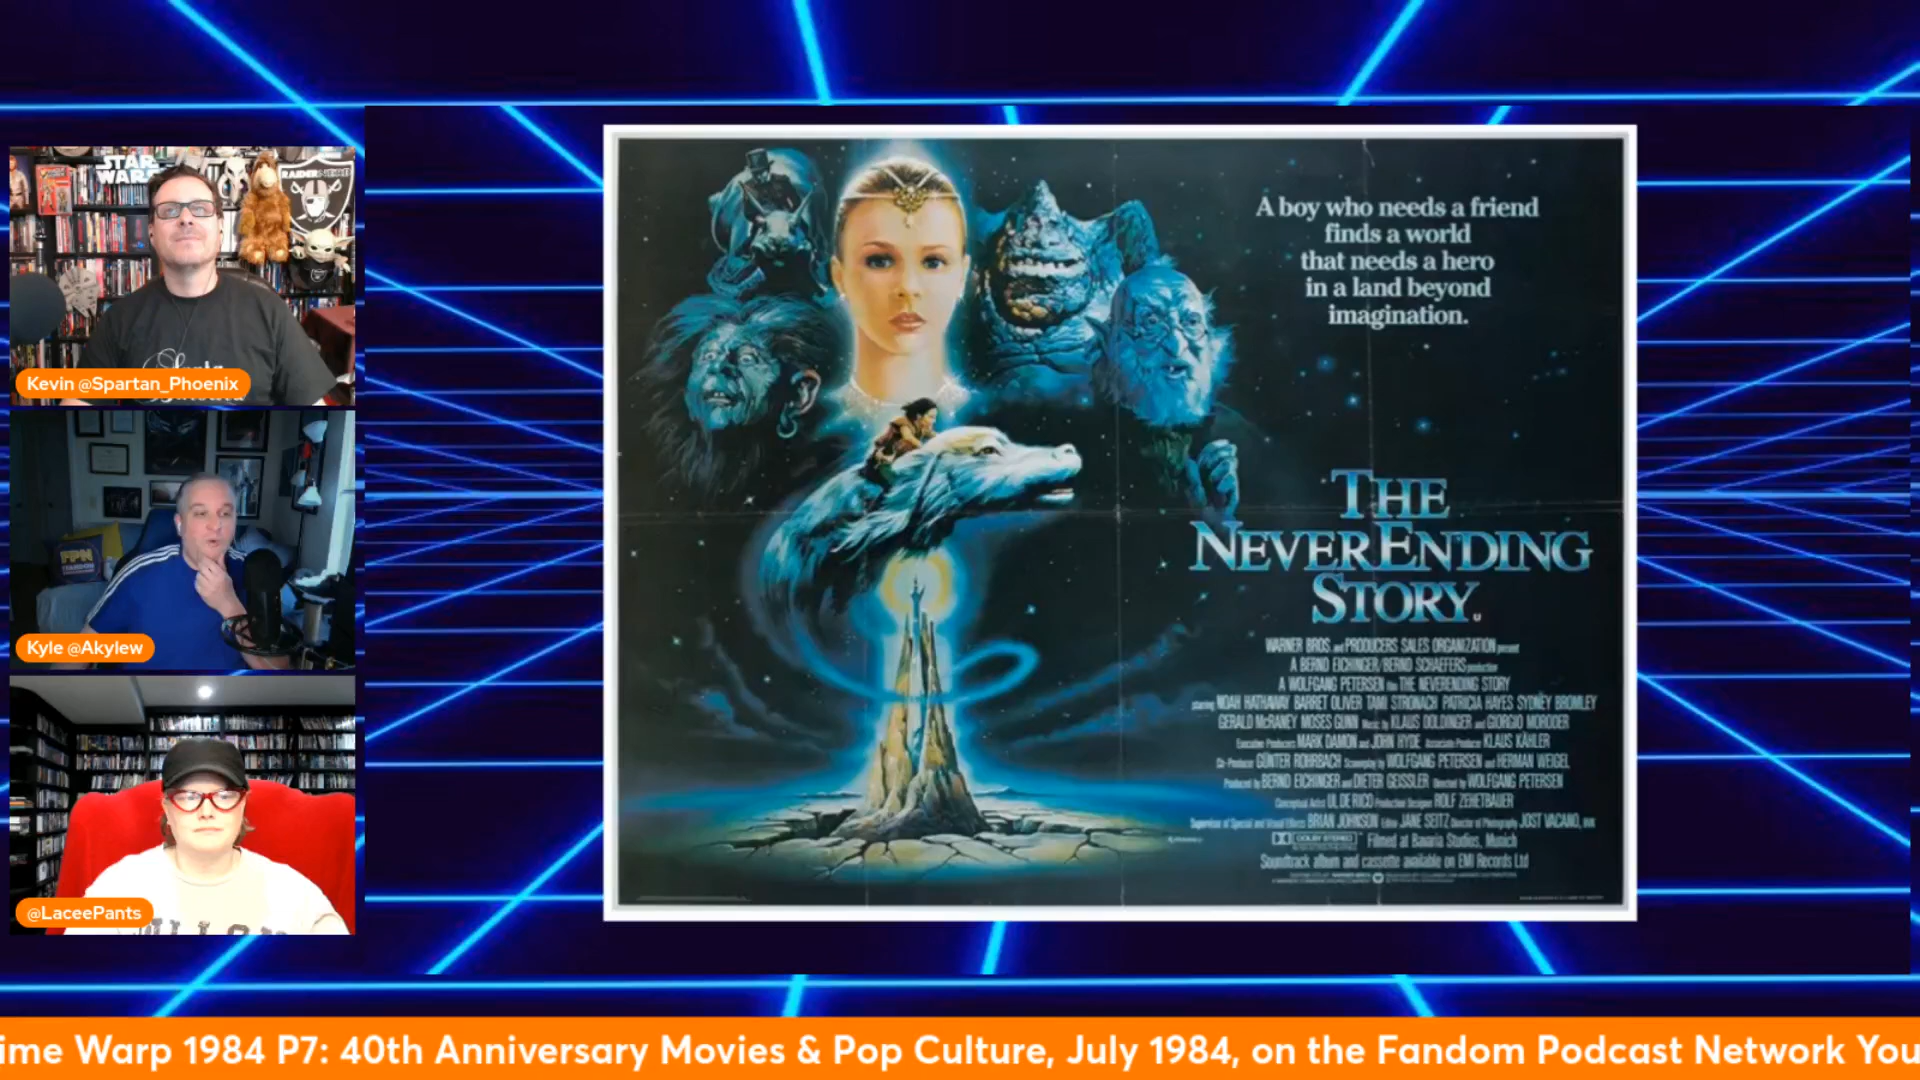 STAR
WARS
RAIDER
Kevin @Spartan_Phoenix
FPN
FANDOM
Kyle @Akylew
@LaceePants
A boy who needs a friend
finds a world
that needs a hero
in a land beyond
imagination.
THE
NEVERENDING
STORY
WARNER BROS. and PRODUCERS SALES ORGANIZATION present
A BERND EICHINGER/BERND SCHAEFERS production
A WOLFGANG PETERSEN film THE NEVERENDING STORY
starring NOAH HATHAWAY BARRET OLIVER TAMI STRONACH PATRICIA HAYES SYDNEY BROMLEY
GERALD McRANEY MOSES GUNN Music by KLAUS DOLDINGER and GIORGIO MORODER
Executive Producers MARK DAMON and JOHN HYDE Associate Producer KLAUS KÄHLER
Co-Producer GÜNTER ROHRBACH Screenplay by WOLFGANG PETERSEN and HERMAN WEIGEL
Produced by BERND EICHINGER and DIETER GEISSLER Directed by WOLFGANG PETERSEN
Conceptual Artist UL DE RICO Production Designer ROLF ZEHETBAUER
Supervisor of Special and Visual Effects BRIAN JOHNSON Editor JANE SEITZ Director of Photography JOST VACANO, BVK
DOLBY STEREO Filmed at Bavaria Studios, Munich
Soundtrack album and cassette available on EMI Records Ltd
ime Warp 1984 P7: 40th Anniversary Movies & Pop Culture, July 1984, on the Fandom Podcast Network You